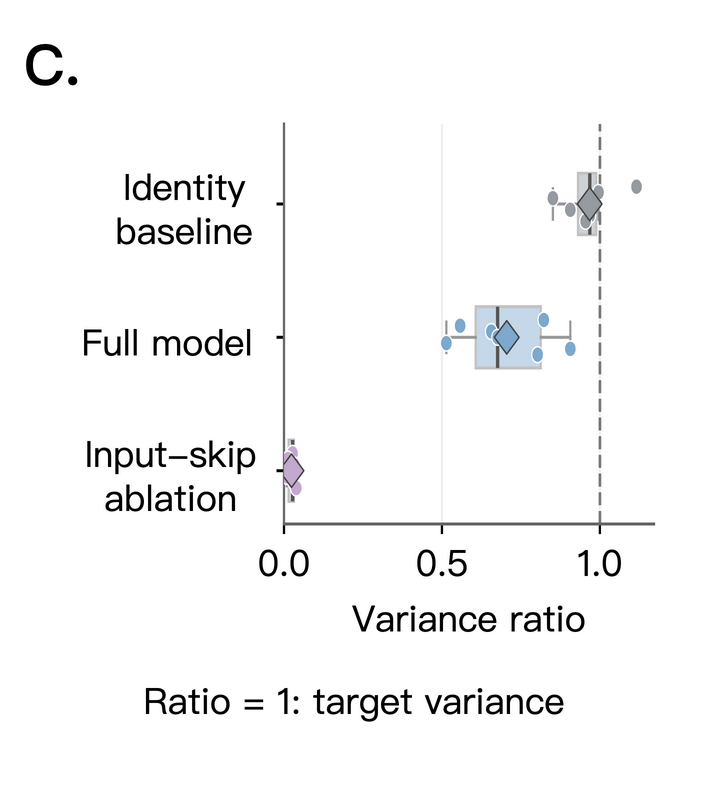 C.
Identity
baseline
Full model
Input–skip
ablation
0.0 0.5 1.0
Variance ratio
Ratio = 1: target variance